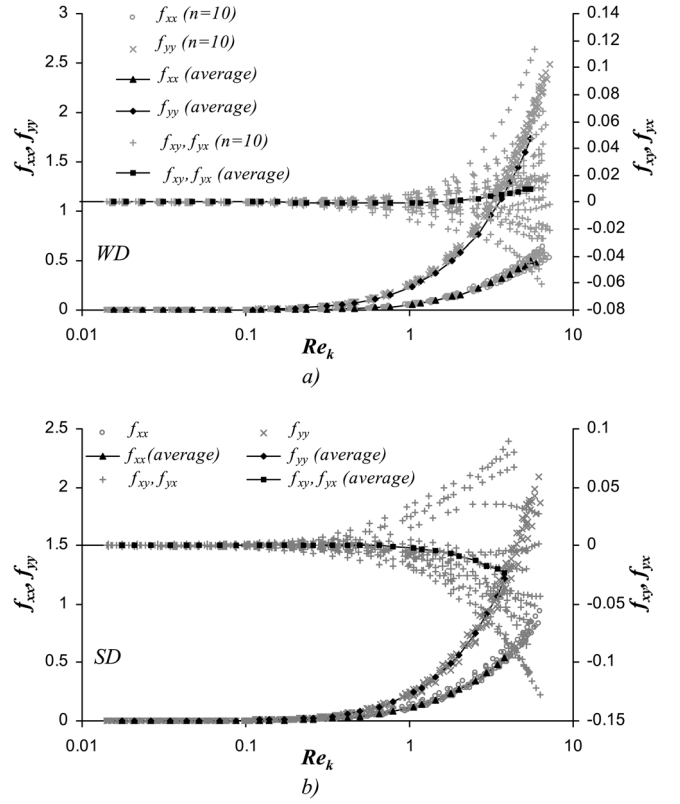 f_xx (n=10)
f_yy (n=10)
f_xx (average)
f_yy (average)
f_xy, f_yx (n=10)
f_xy, f_yx (average)
3
2.5
2
1.5
1
0.5
0
f_xx, f_yy
0.14
0.12
0.1
0.08
0.06
0.04
0.02
0
-0.02
-0.04
-0.06
-0.08
f_xy, f_yx
WD
0.01 0.1 1 10
Re_k
a)
f_xx f_yy
f_xx(average) f_yy (average)
f_xy, f_yx f_xy, f_yx (average)
2.5
2
1.5
1
0.5
0
f_xx, f_yy
0.1
0.05
0
-0.05
-0.1
-0.15
f_xy, f_yx
SD
0.01 0.1 1 10
Re_k
b)